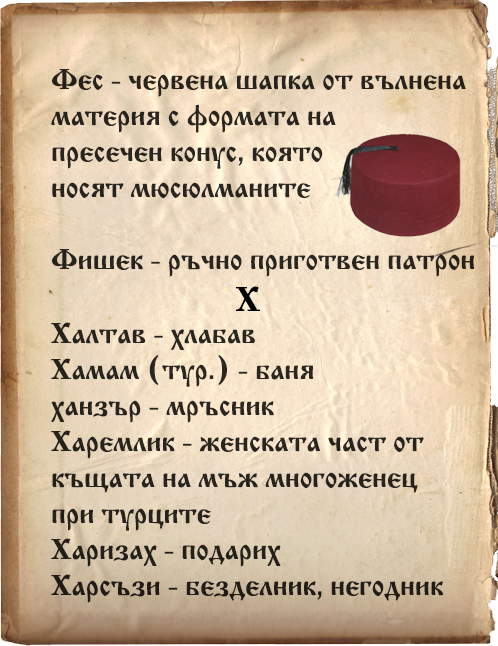 Фес - червена шапка от вълнена
материя с формата на
пресечен конус, която
носят мюсюлманите
Фишек - ръчно приготвен патрон
Х
Халтав - хлабав
Хамам (тур.) - баня
ханзър - мръсник
Харемлик - женската част от
къщата на мъж многоженец
при турците
Харизах - подарих
Харсъзи - безделник, негодник